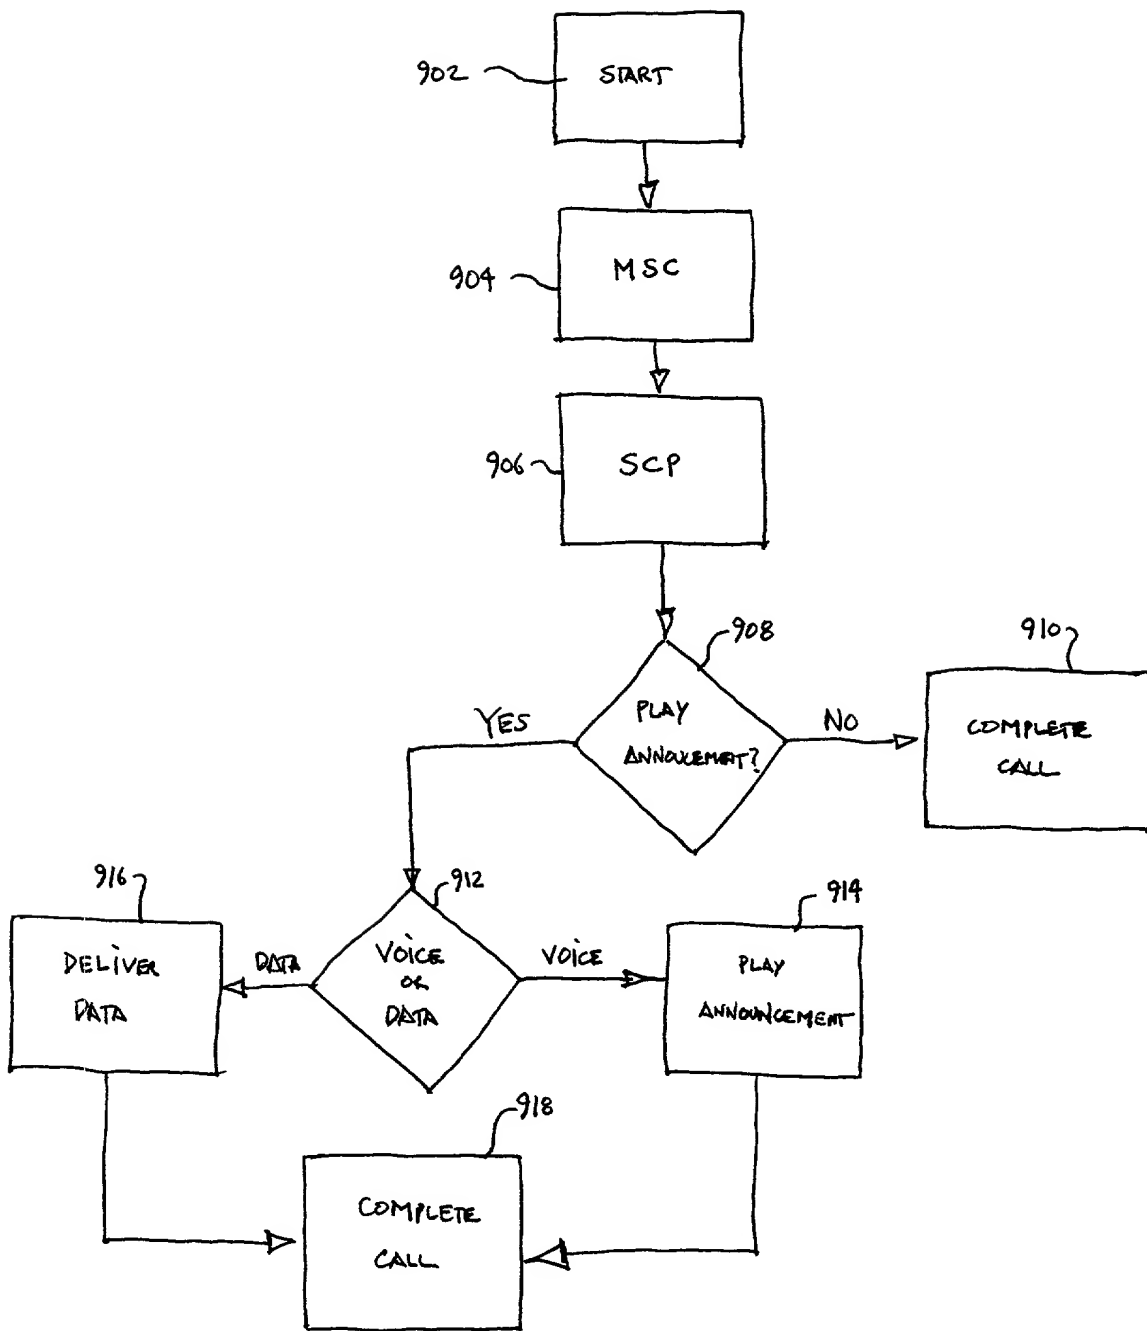 902
START
904
MSC
906
SCP
908
910
PLAY
ANNOUCEMENT?
YES
NO
COMPLETE
CALL
916
912
914
DELIVER
DATA
DATA
VOICE
OR
DATA
VOICE
PLAY
ANNOUNCEMENT
918
COMPLETE
CALL